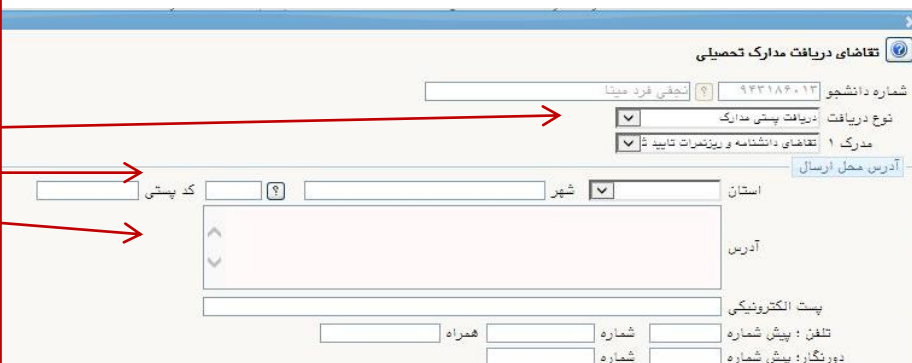 تقاضای دریافت مدارک تحصیلی
شماره دانشجو ۹۴۳۱۸۶۰۱۳ ؟ نجفی فرد مینا
نوع دریافت دریافت پستی مدارک
مدرک ۱ تقاضای دانشنامه و ریزنمرات تایید ش
آدرس محل ارسال
استان شهر ؟ کد پستی
آدرس
پست الکترونیکی
تلفن : پیش شماره شماره همراه
دورنگار: پیش شماره شماره